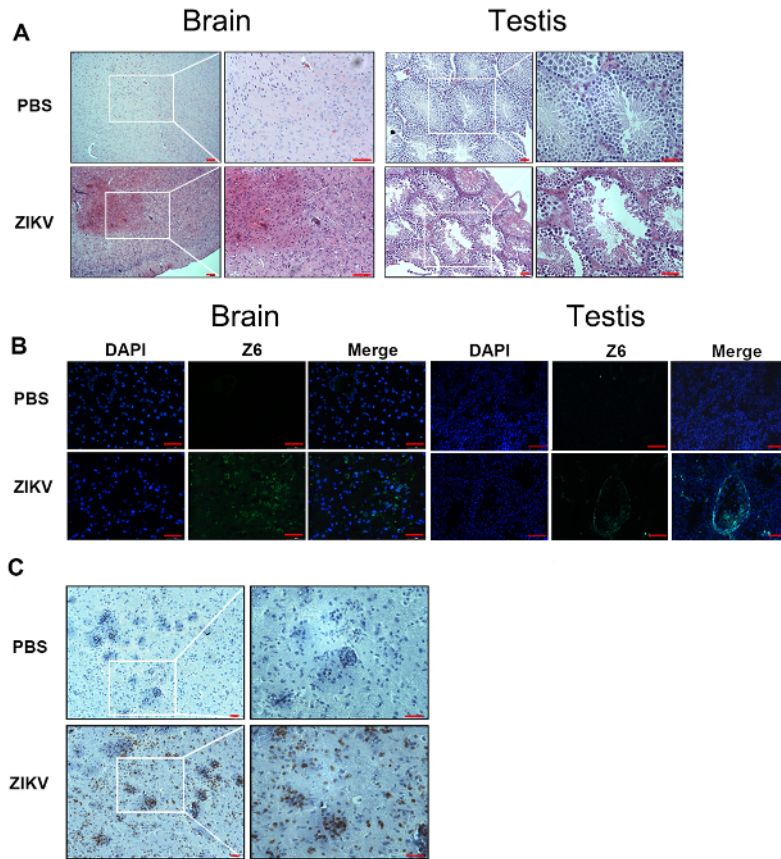 Brain Testis
A
PBS
ZIKV
Brain Testis
B
DAPI Z6 Merge DAPI Z6 Merge
PBS
ZIKV
C
PBS
ZIKV